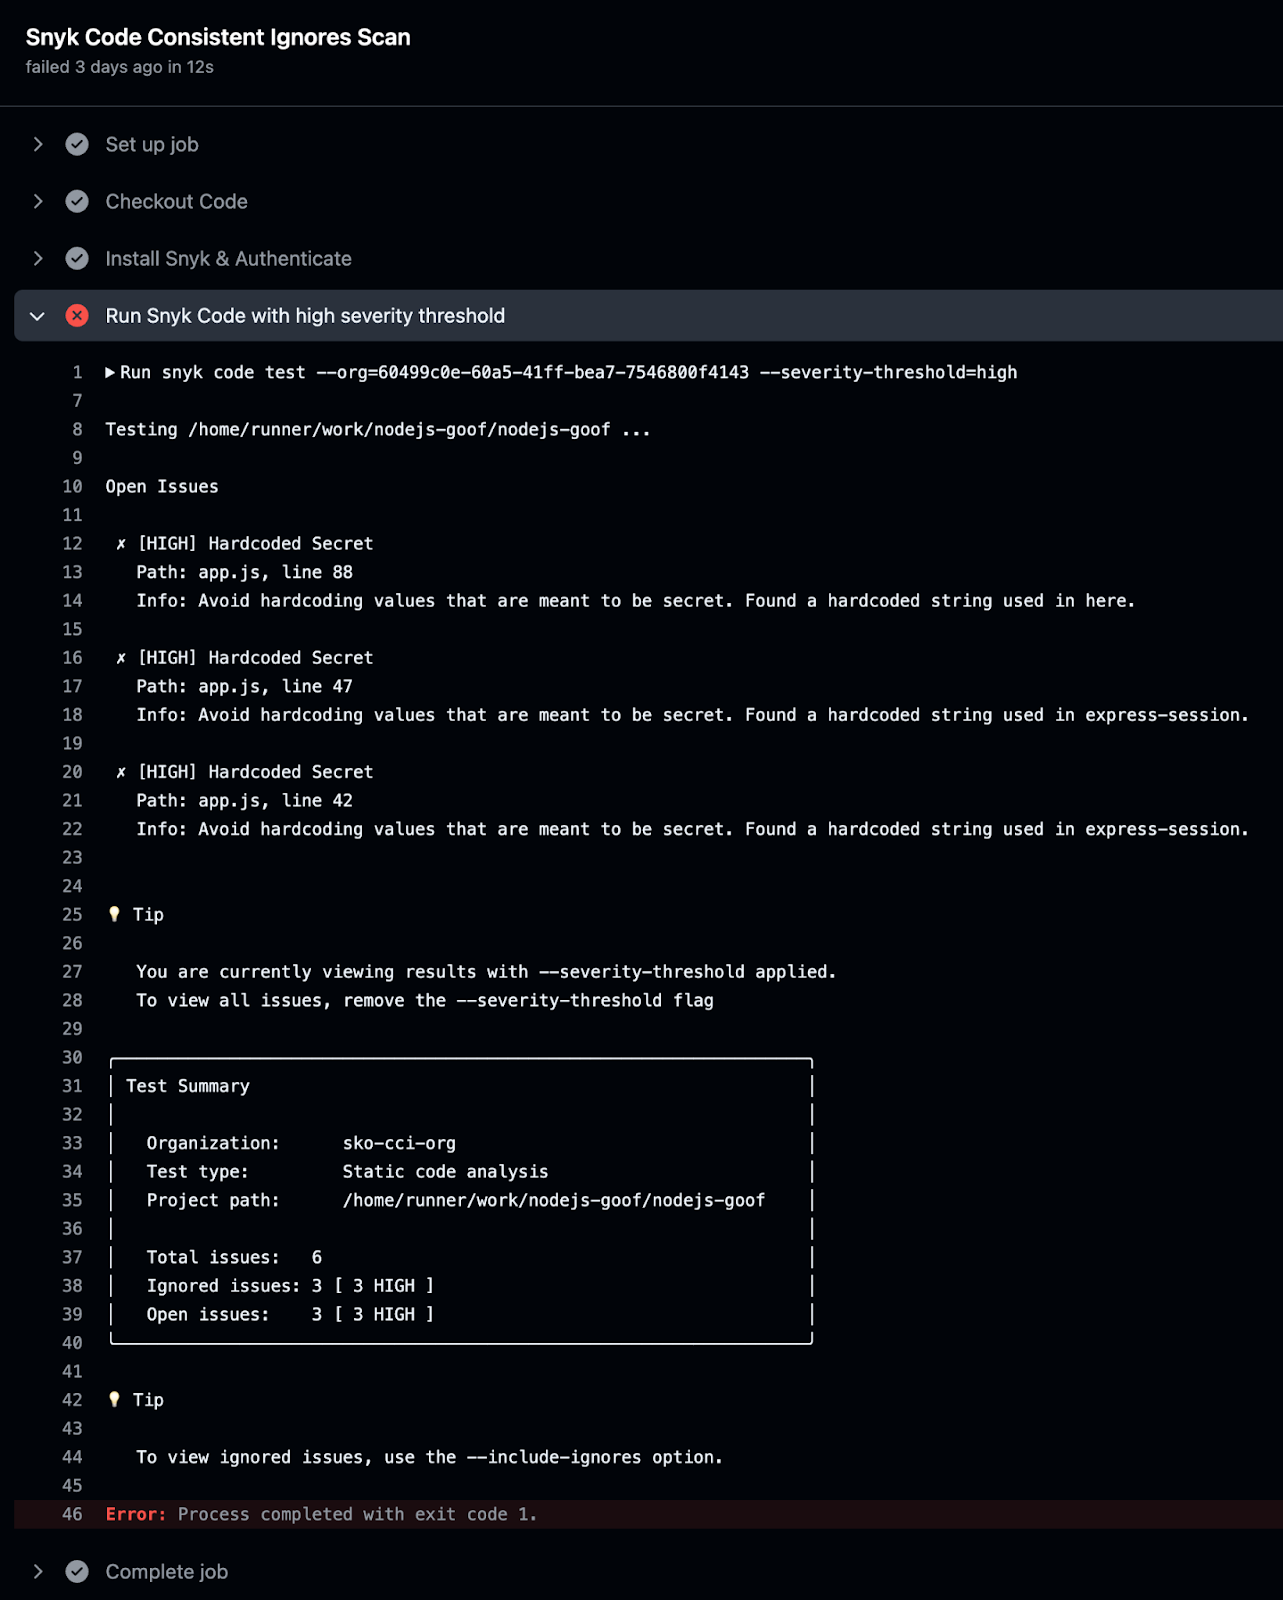 Snyk Code Consistent Ignores Scan
failed 3 days ago in 12s
Set up job
Checkout Code
Install Snyk & Authenticate
Run Snyk Code with high severity threshold
1 ▶Run snyk code test --org=60499c0e-60a5-41ff-bea7-7546800f4143 --severity-threshold=high
7
8 Testing /home/runner/work/nodejs-goof/nodejs-goof ...
9
10 Open Issues
11
12 ✗ [HIGH] Hardcoded Secret
13 Path: app.js, line 88
14 Info: Avoid hardcoding values that are meant to be secret. Found a hardcoded string used in here.
15
16 ✗ [HIGH] Hardcoded Secret
17 Path: app.js, line 47
18 Info: Avoid hardcoding values that are meant to be secret. Found a hardcoded string used in express-session.
19
20 ✗ [HIGH] Hardcoded Secret
21 Path: app.js, line 42
22 Info: Avoid hardcoding values that are meant to be secret. Found a hardcoded string used in express-session.
23
24
25 💡 Tip
26
27 You are currently viewing results with --severity-threshold applied.
28 To view all issues, remove the --severity-threshold flag
29
30
31 Test Summary
32
33 Organization: sko-cci-org
34 Test type: Static code analysis
35 Project path: /home/runner/work/nodejs-goof/nodejs-goof
36
37 Total issues: 6
38 Ignored issues: 3 [ 3 HIGH ]
39 Open issues: 3 [ 3 HIGH ]
40
41
42 💡 Tip
43
44 To view ignored issues, use the --include-ignores option.
45
46 Error: Process completed with exit code 1.
Complete job